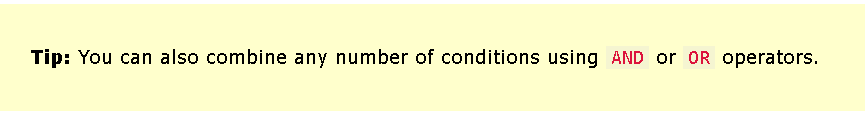 Tip: You can also combine any number of conditions using AND or OR operators.